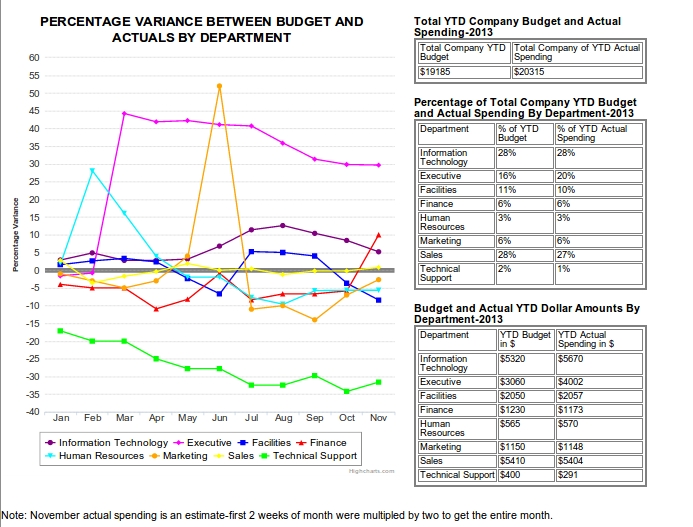 PERCENTAGE VARIANCE BETWEEN BUDGET AND
ACTUALS BY DEPARTMENT
Percentage Variance
60
55
50
45
40
35
30
25
20
15
10
5
0
-5
-10
-15
-20
-25
-30
-35
-40
Jan Feb Mar Apr May Jun Jul Aug Sep Oct Nov
Information Technology Executive Facilities Finance
Human Resources Marketing Sales Technical Support
Highcharts.com
Total YTD Company Budget and Actual
Spending-2013
Total Company YTD Total Company of YTD Actual
Budget Spending
$19185 $20315
Percentage of Total Company YTD Budget
and Actual Spending By Department-2013
Department % of YTD % of YTD Actual
Budget Spending
Information 28% 28%
Technology
Executive 16% 20%
Facilities 11% 10%
Finance 6% 6%
Human 3% 3%
Resources
Marketing 6% 6%
Sales 28% 27%
Technical 2% 1%
Support
Budget and Actual YTD Dollar Amounts By
Department-2013
Department YTD Budget YTD Actual
in $ Spending in $
Information $5320 $5670
Technology
Executive $3060 $4002
Facilities $2050 $2057
Finance $1230 $1173
Human $565 $570
Resources
Marketing $1150 $1148
Sales $5410 $5404
Technical Support $400 $291
Note: November actual spending is an estimate-first 2 weeks of month were multipled by two to get the entire month.